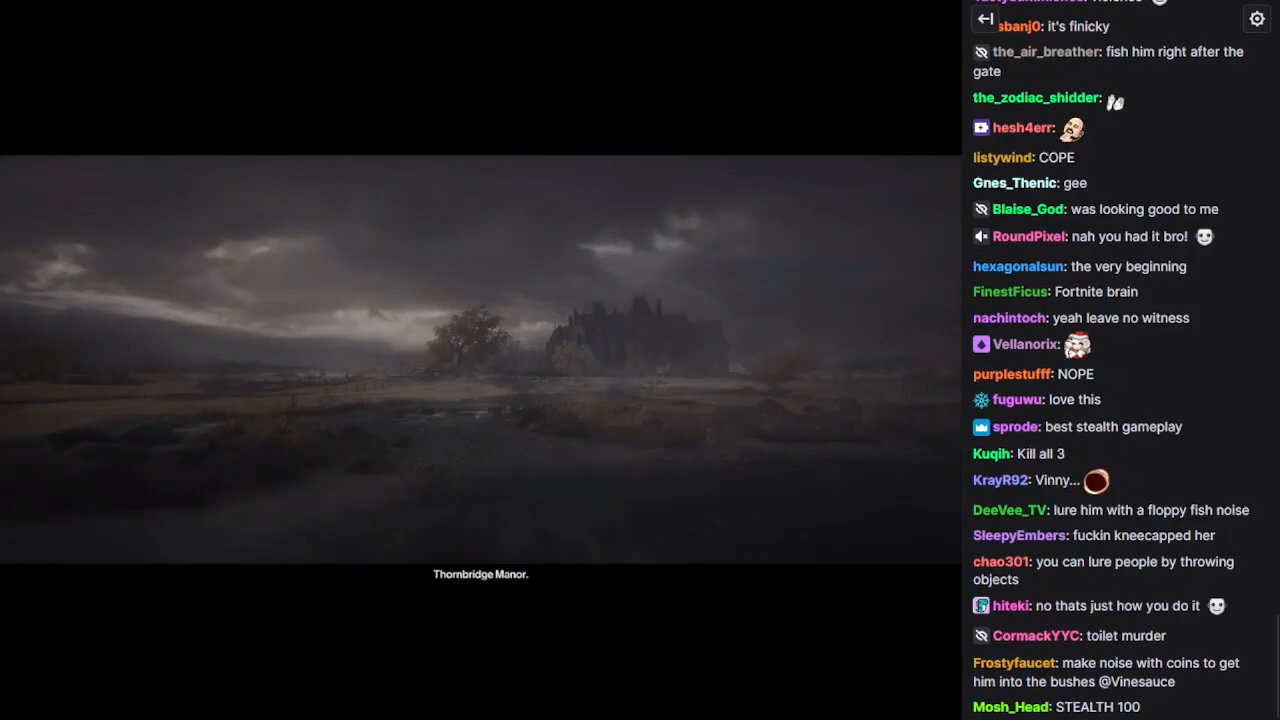 sbanj0: it's finicky
the_air_breather: fish him right after the
gate
the_zodiac_shidder:
hesh4err:
listywind: COPE
Gnes_Thenic: gee
Blaise_God: was looking good to me
RoundPixel: nah you had it bro!
hexagonalsun: the very beginning
FinestFicus: Fortnite brain
nachintoch: yeah leave no witness
Vellanorix:
purplestufff: NOPE
fuguwu: love this
sprode: best stealth gameplay
Kuqih: Kill all 3
KrayR92: Vinny...
DeeVee_TV: lure him with a floppy fish noise
SleepyEmbers: fuckin kneecapped her
chao301: you can lure people by throwing
objects
hiteki: no thats just how you do it
CormackYYC: toilet murder
Frostyfaucet: make noise with coins to get
him into the bushes @Vinesauce
Mosh_Head: STEALTH 100
Thornbridge Manor.